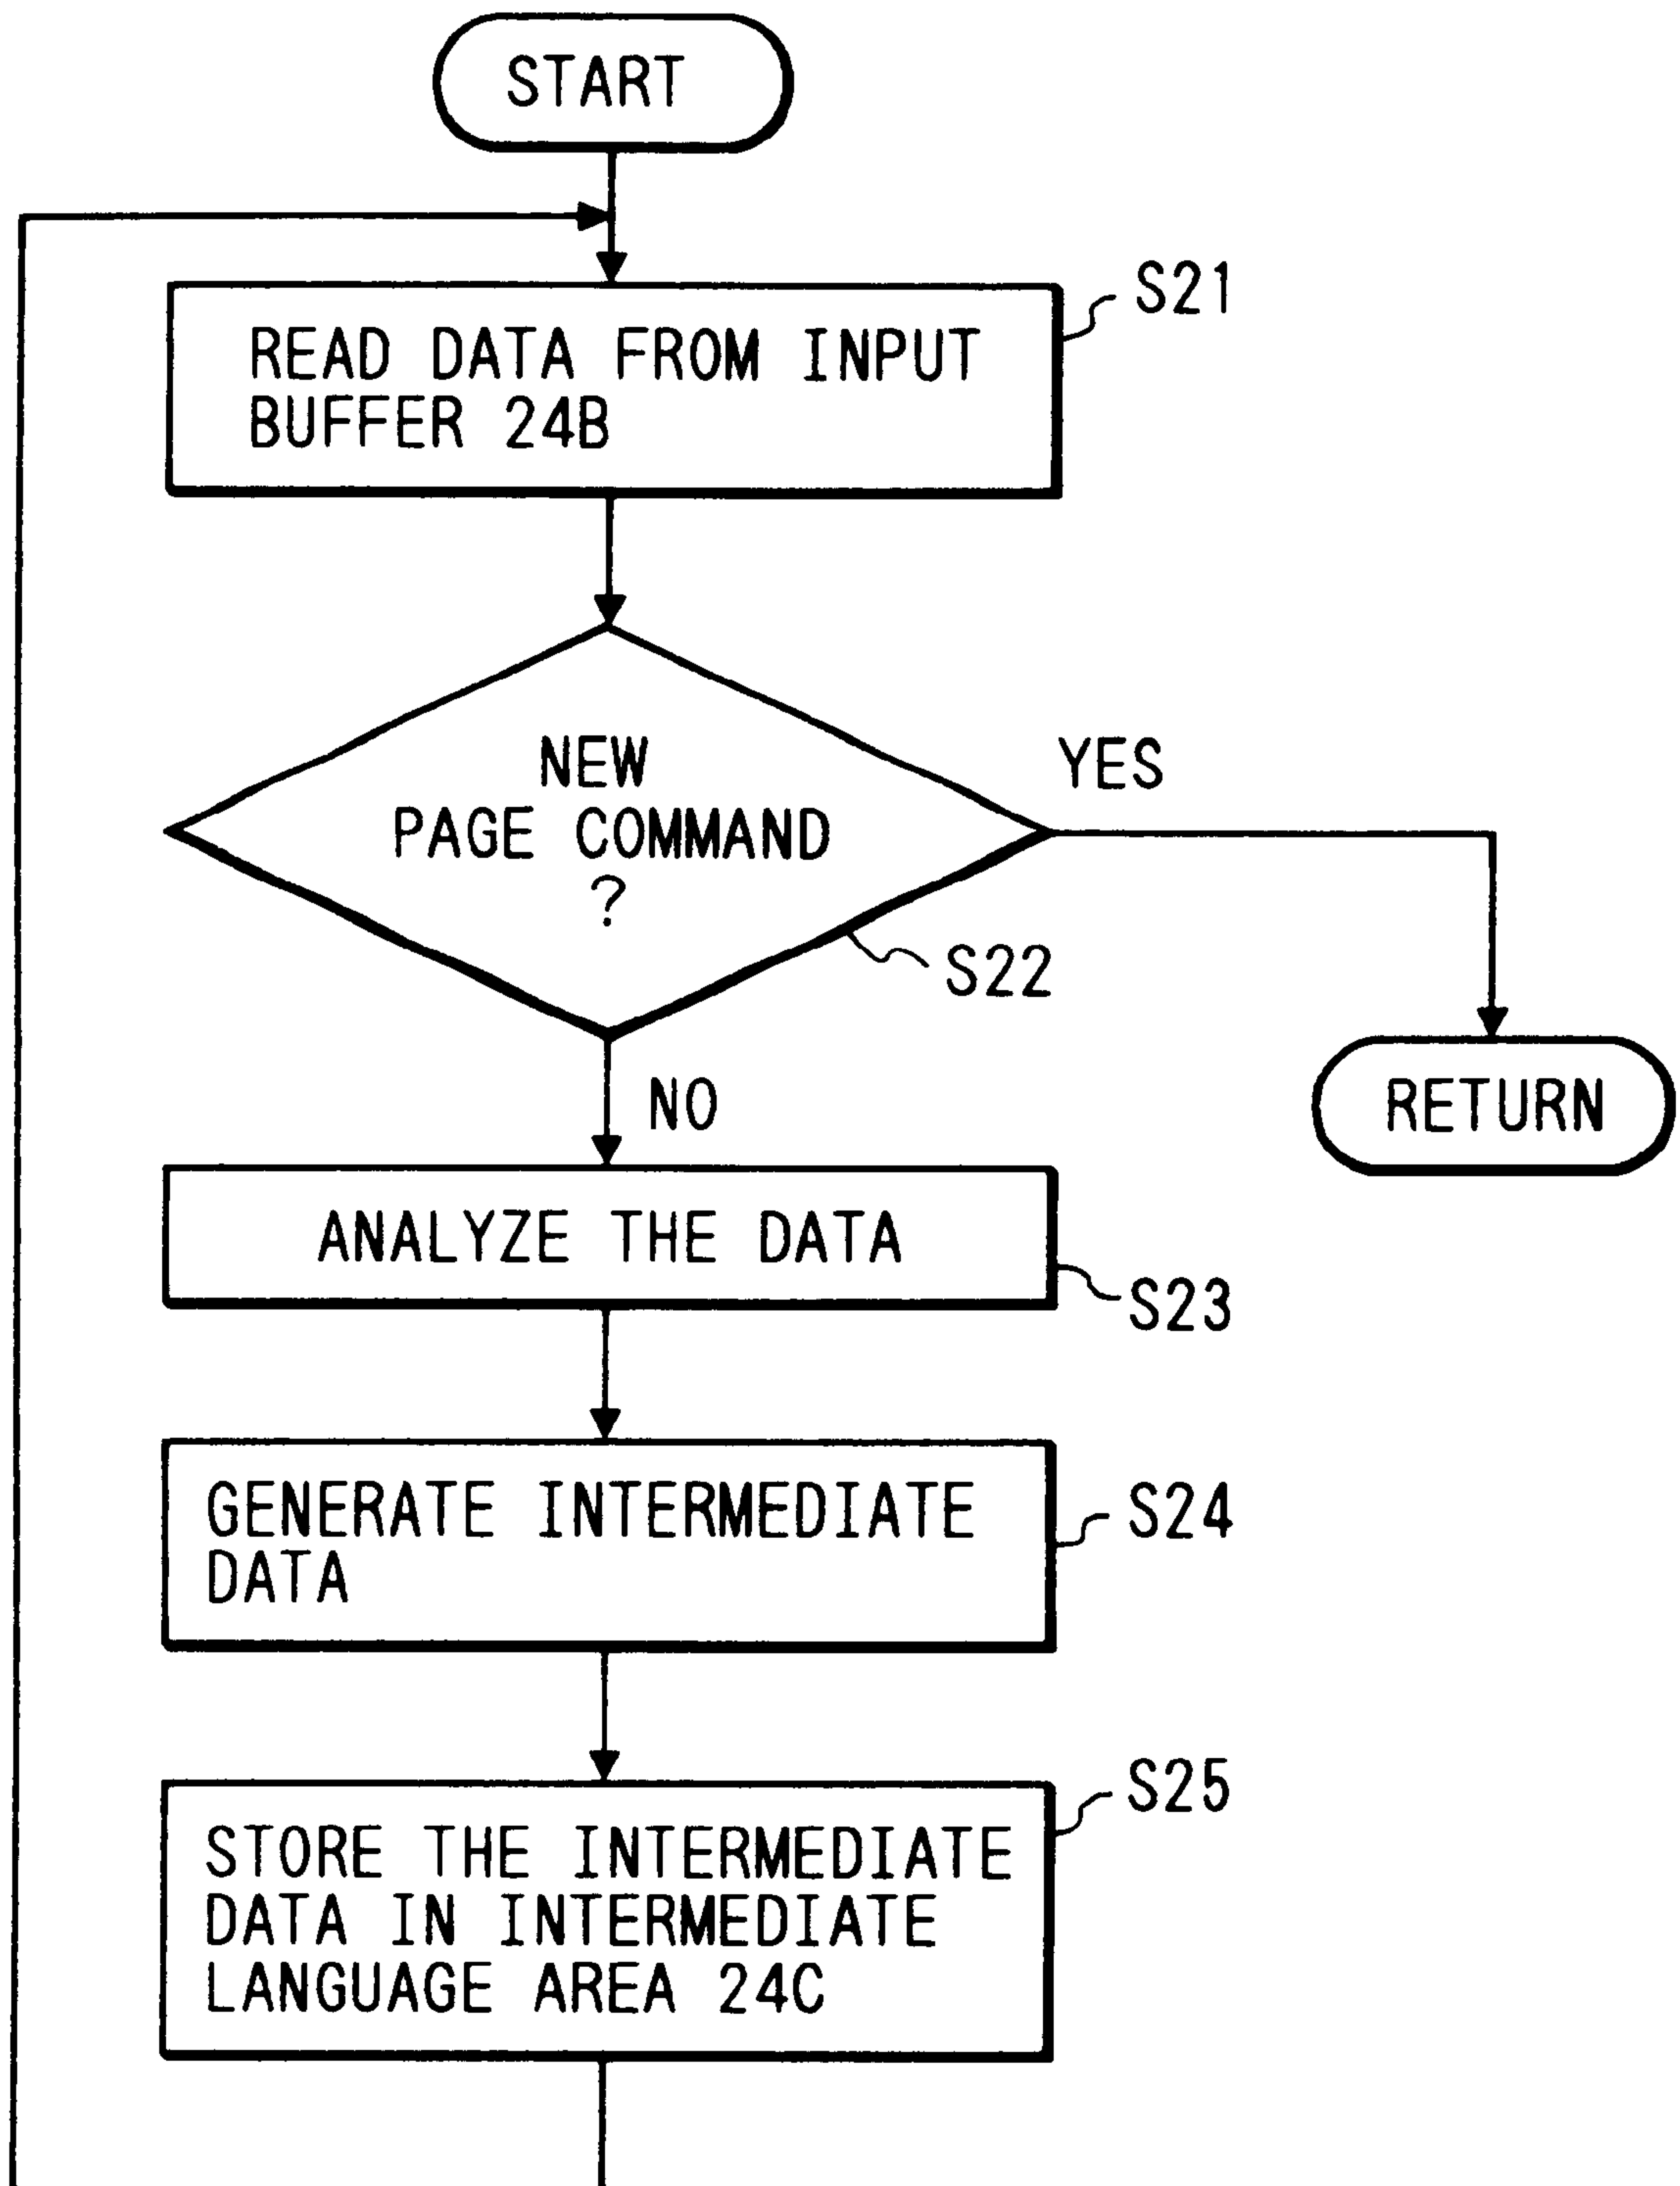 START
S21
READ DATA FROM INPUT
BUFFER 24B
NEW
PAGE COMMAND
?
YES
S22
NO
RETURN
ANALYZE THE DATA
S23
GENERATE INTERMEDIATE
DATA
S24
S25
STORE THE INTERMEDIATE
DATA IN INTERMEDIATE
LANGUAGE AREA 24C